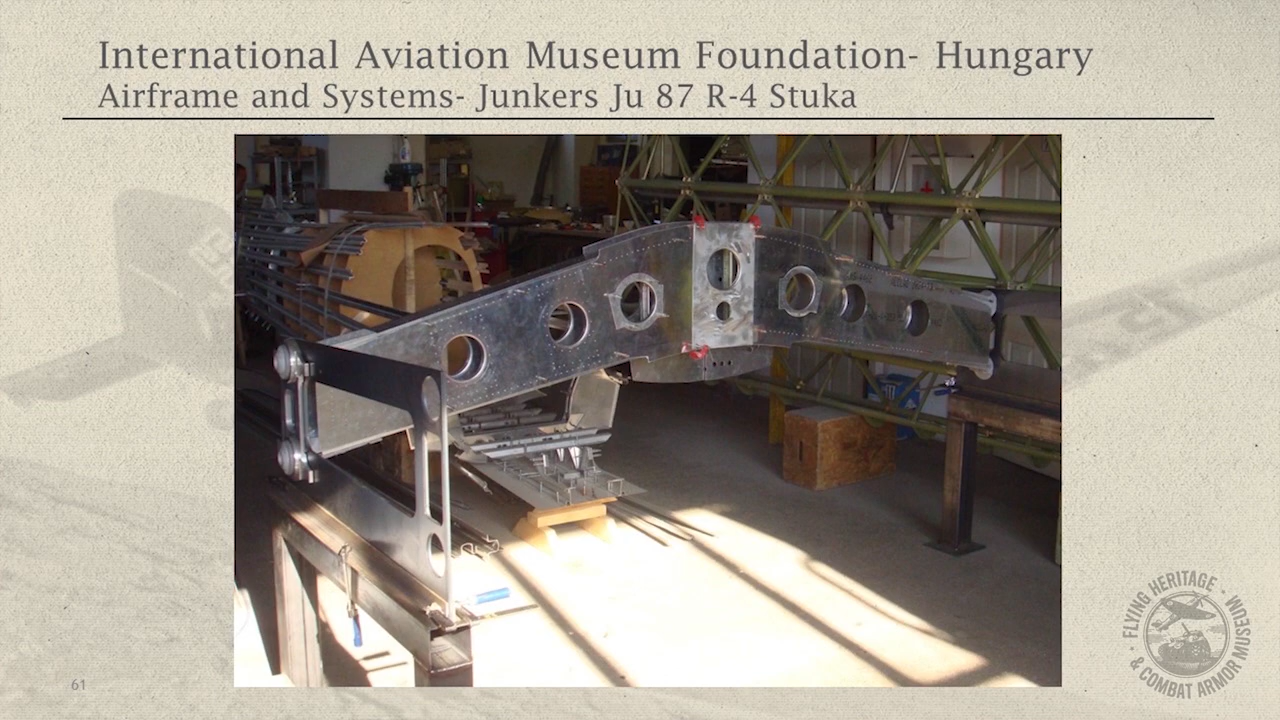 International Aviation Museum Foundation- Hungary
Airframe and Systems- Junkers Ju 87 R-4 Stuka
61
FLYING HERITAGE
& COMBAT ARMOR MUSEUM